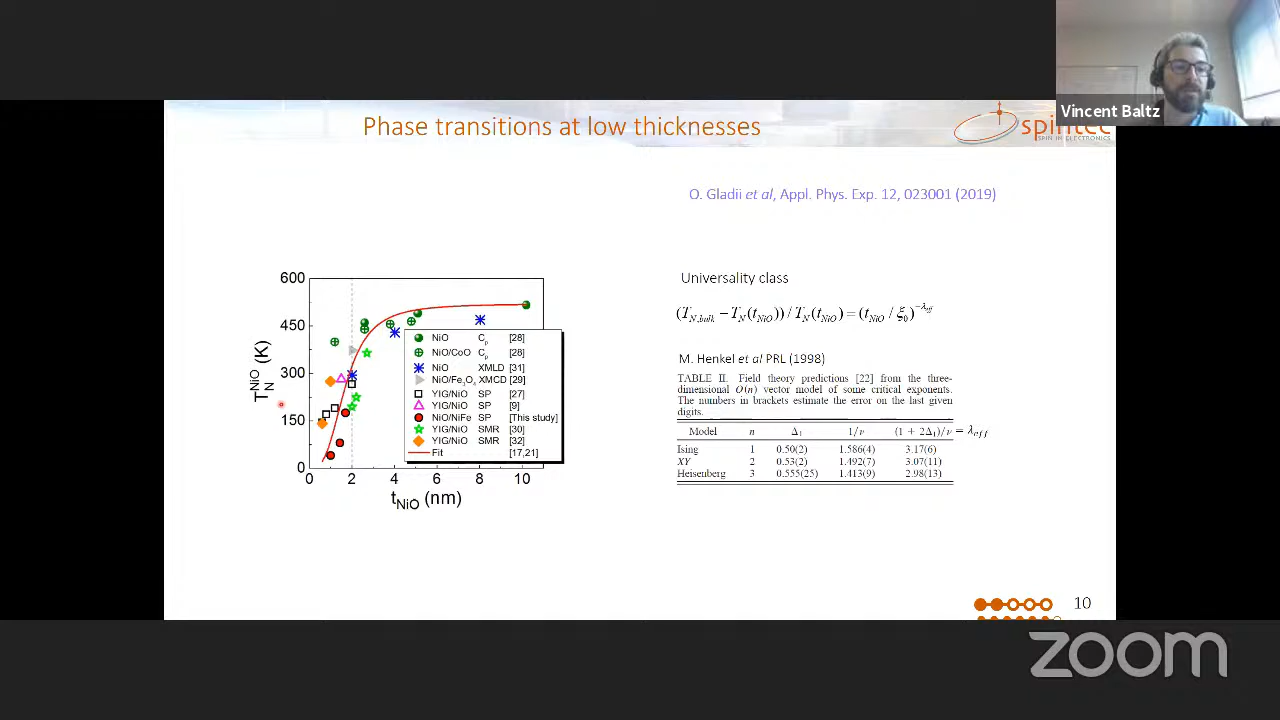 Vincent Baltz
Phase transitions at low thicknesses
spintec
SPIN IN ELECTRONICS
O. Gladii et al, Appl. Phys. Exp. 12, 023001 (2019)
600
450
300
150
0
T_N^NiO (K)
0 2 4 6 8 10
t_NiO (nm)
NiO C_p [28]
NiO/CoO C_p [28]
NiO XMLD [31]
NiO/Fe3O4 XMCD [29]
YIG/NiO SP [27]
YIG/NiO SP [9]
NiO/NiFe SP [This study]
YIG/NiO SMR [30]
YIG/NiO SMR [32]
Fit [17,21]
Universality class
(T_N,bulk − T_N(t_NiO)) / T_N(t_NiO) = (t_NiO / ξ_0)^−λ_eff
M. Henkel et al PRL (1998)
TABLE II. Field theory predictions [22] from the three-
dimensional O(n) vector model of some critical exponents.
The numbers in brackets estimate the error on the last given
digits.
Model n Δ_1 1/ν (1 + 2Δ_1)/ν = λ_eff
Ising 1 0.50(2) 1.586(4) 3.17(6)
XY 2 0.53(2) 1.492(7) 3.07(11)
Heisenberg 3 0.555(25) 1.413(9) 2.98(13)
10
zoom